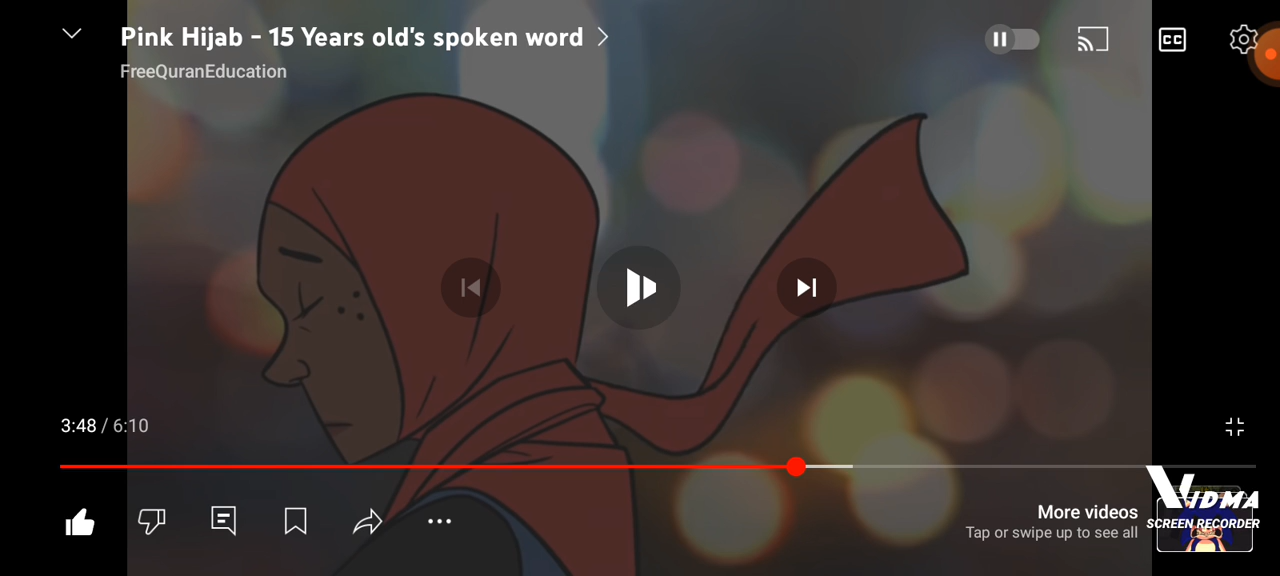 Pink Hijab - 15 Years old's spoken word
FreeQuranEducation
CC
3:48 / 6:10
More videos
Tap or swipe up to see all
VIDMA
SCREEN RECORDER